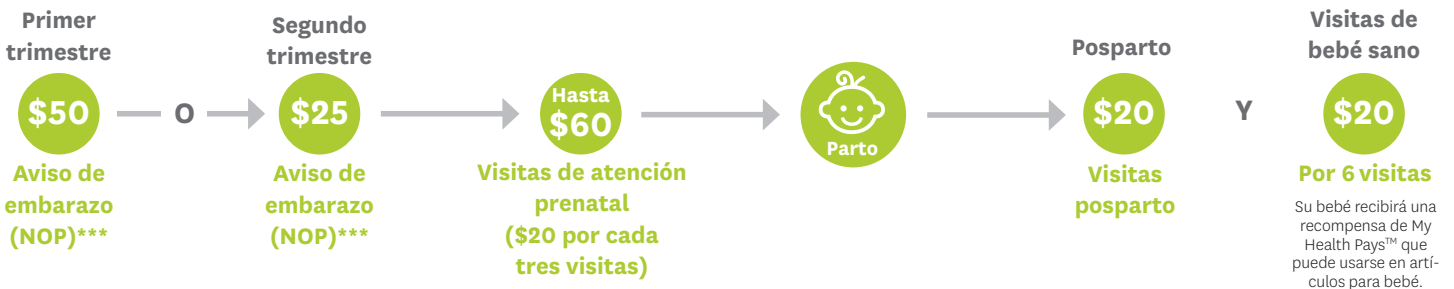 Primer
trimestre
$50
Aviso de
embarazo
(NOP)***
O
Segundo
trimestre
$25
Aviso de
embarazo
(NOP)***
Hasta
$60
Visitas de atención
prenatal
($20 por cada
tres visitas)
Parto
Posparto
$20
Visitas
posparto
Y
Visitas de
bebé sano
$20
Por 6 visitas
Su bebé recibirá una
recompensa de My
Health Pays™ que
puede usarse en artí-
culos para bebé.